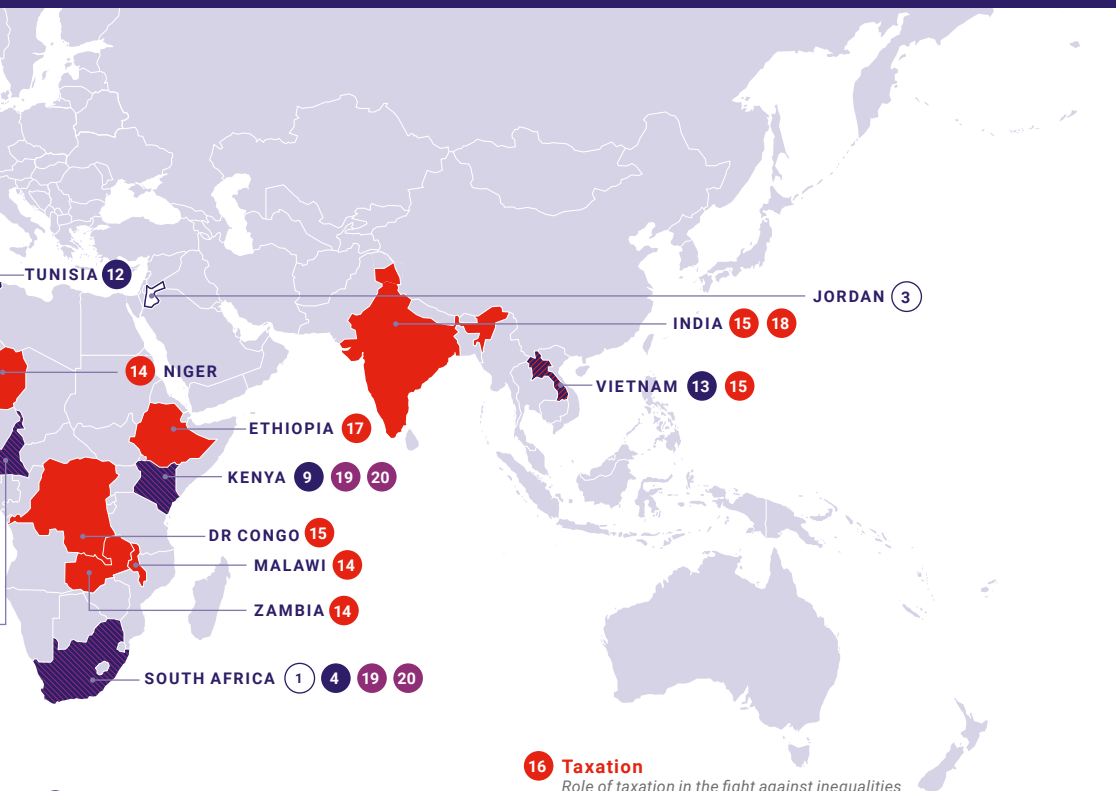 TUNISIA 12
JORDAN 3
INDIA 15 18
14 NIGER
VIETNAM 13 15
ETHIOPIA 17
KENYA 9 19 20
DR CONGO 15
MALAWI 14
ZAMBIA 14
SOUTH AFRICA 1 4 19 20
16 Taxation
Role of taxation in the fight against inequalities